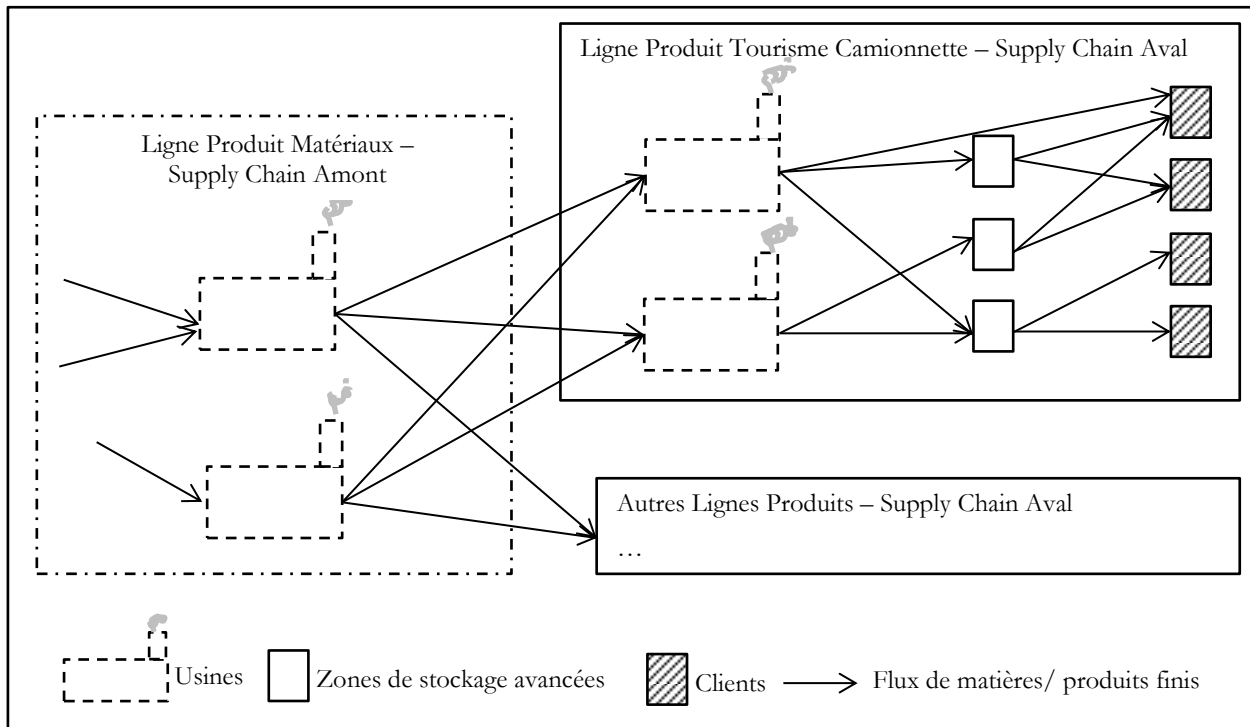 Ligne Produit Tourisme Camionnette – Supply Chain Aval
Ligne Produit Matériaux –
Supply Chain Amont
Autres Lignes Produits – Supply Chain Aval
…
Usines
Zones de stockage avancées
Clients
Flux de matières/ produits finis